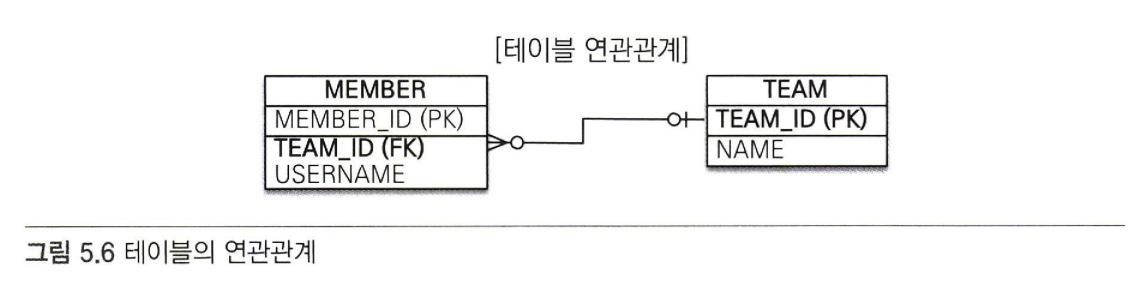 [테이블 연관관계]
MEMBER
MEMBER_ID (PK)
TEAM_ID (FK)
USERNAME
TEAM
TEAM_ID (PK)
NAME
그림 5.6 테이블의 연관관계